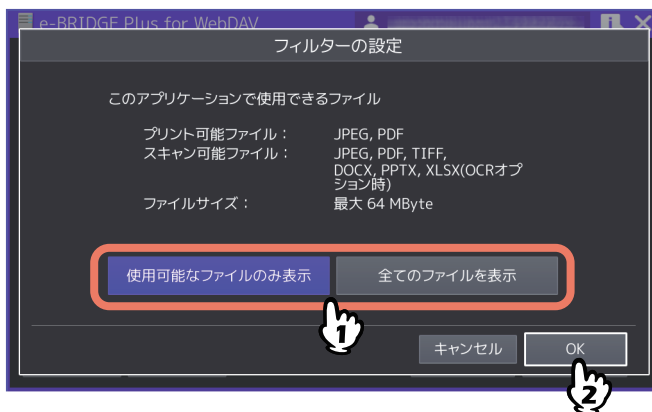 e-BRIDGE Plus for WebDAV
フィルターの設定
このアプリケーションで使用できるファイル
プリント可能ファイル： JPEG, PDF
スキャン可能ファイル： JPEG, PDF, TIFF,
DOCX, PPTX, XLSX(OCRオプ
ション時)
ファイルサイズ： 最大 64 MByte
使用可能なファイルのみ表示 全てのファイルを表示
1
キャンセル OK
2